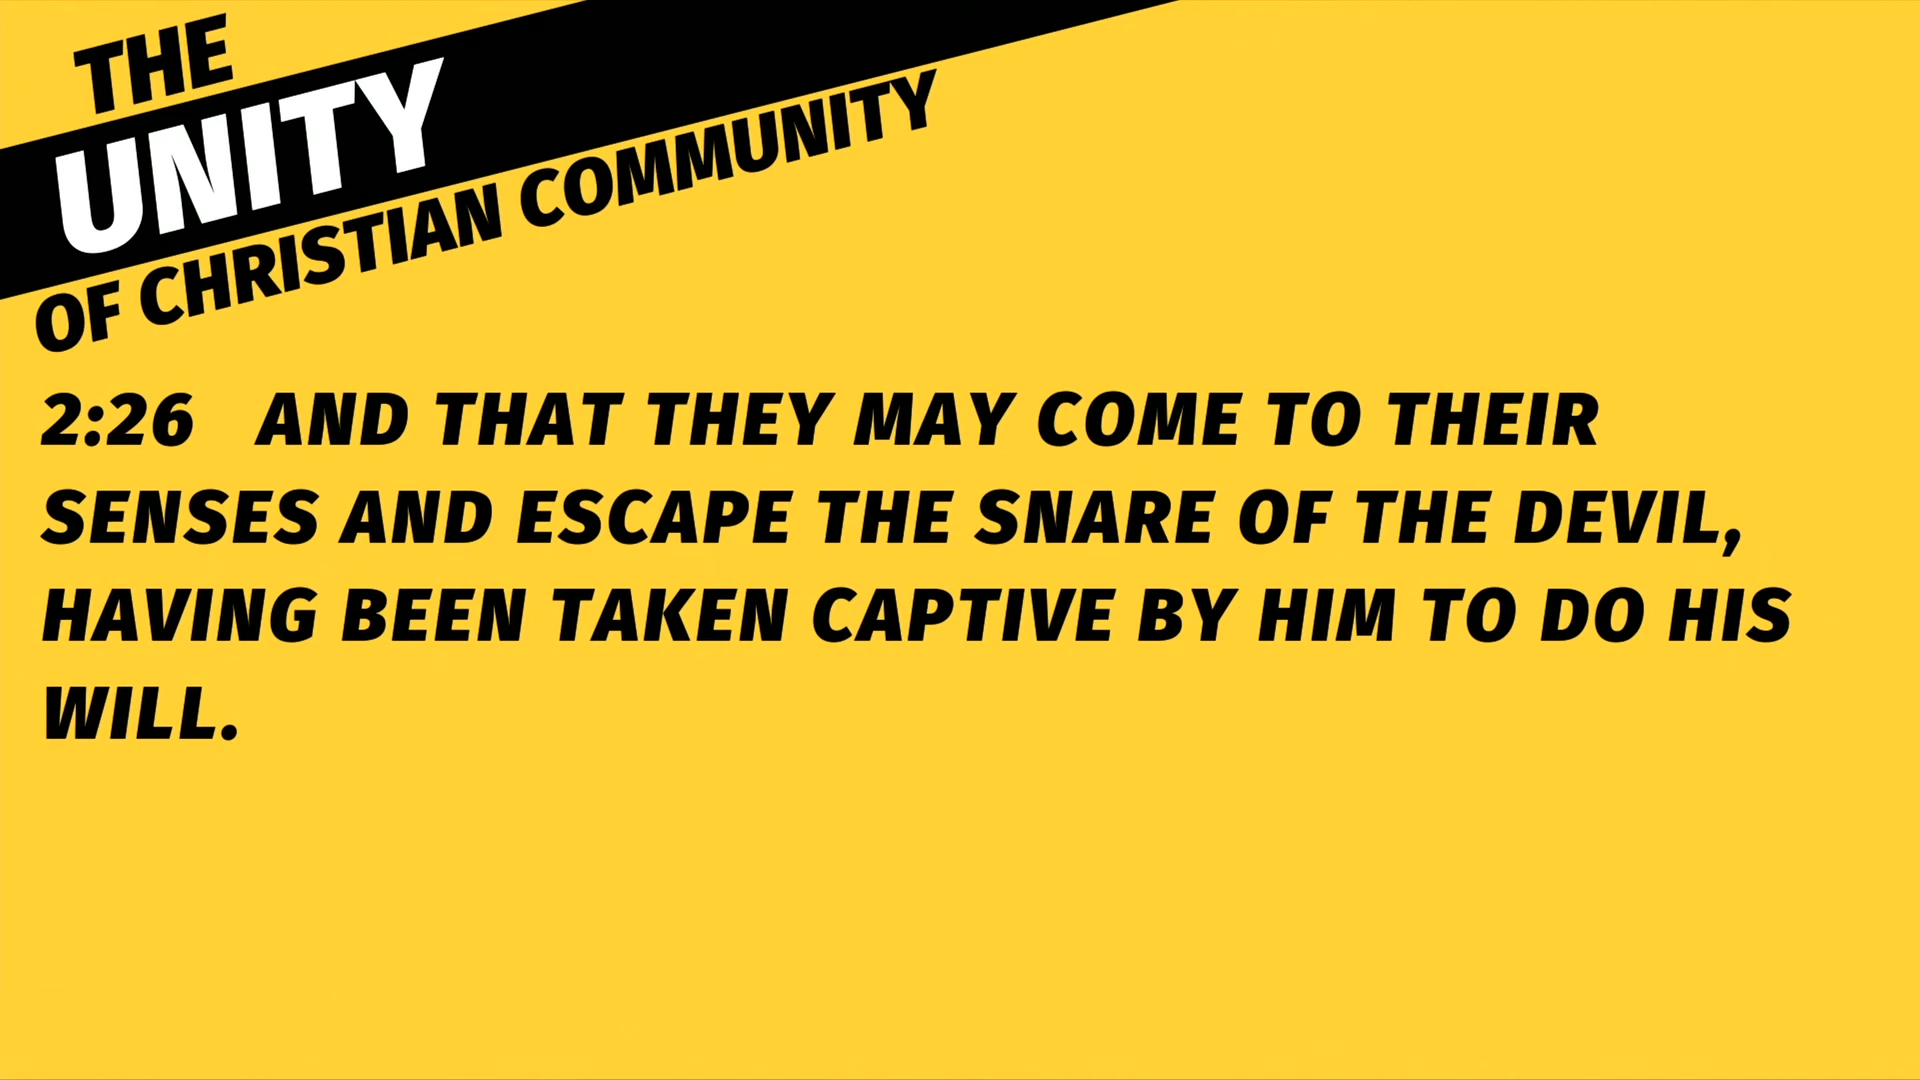 THE
UNITY
OF CHRISTIAN COMMUNITY
2:26 AND THAT THEY MAY COME TO THEIR
SENSES AND ESCAPE THE SNARE OF THE DEVIL,
HAVING BEEN TAKEN CAPTIVE BY HIM TO DO HIS
WILL.